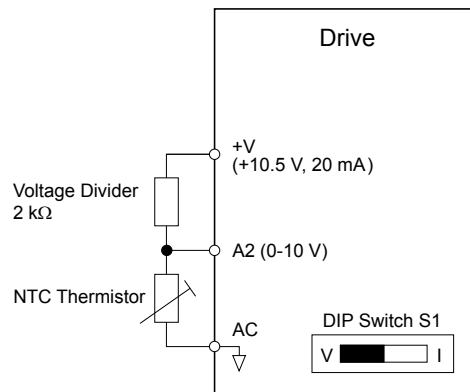 Drive
+V
(+10.5 V, 20 mA)
Voltage Divider
2 kΩ
A2 (0-10 V)
NTC Thermistor
AC
DIP Switch S1
V I